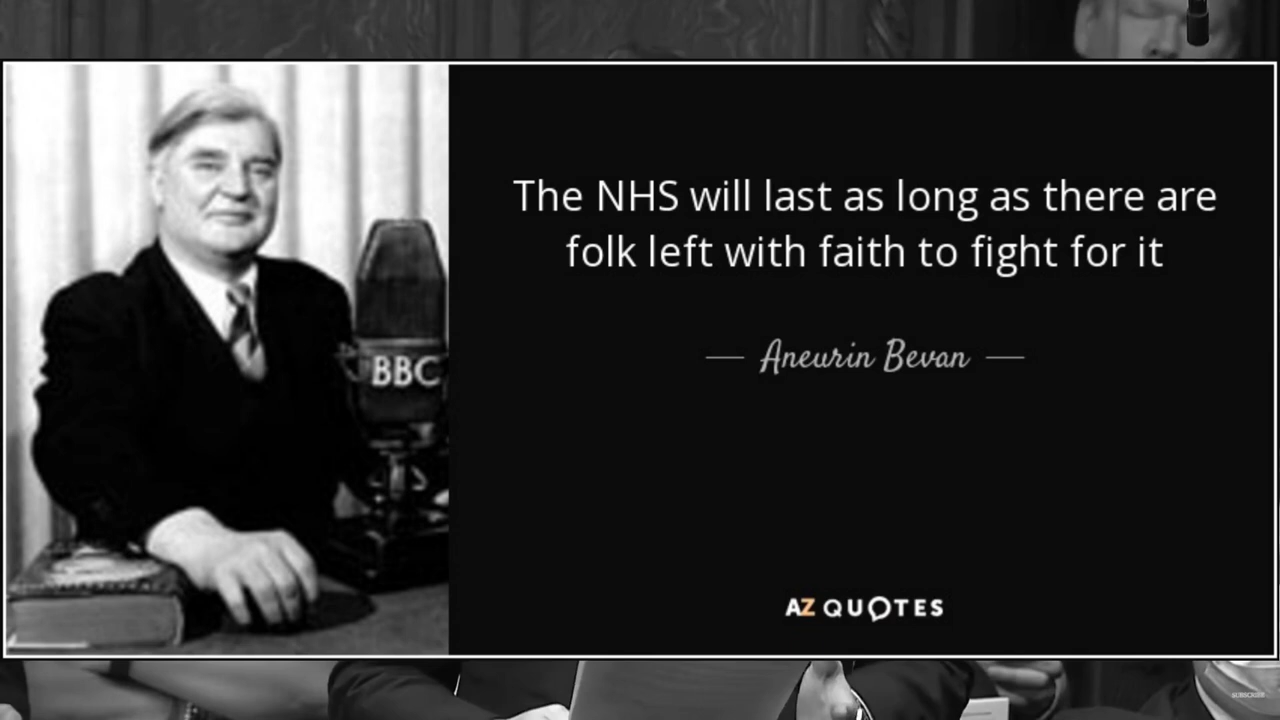 The NHS will last as long as there are
folk left with faith to fight for it
— Aneurin Bevan —
BBC
AZ QUOTES
SUBSCRIBE